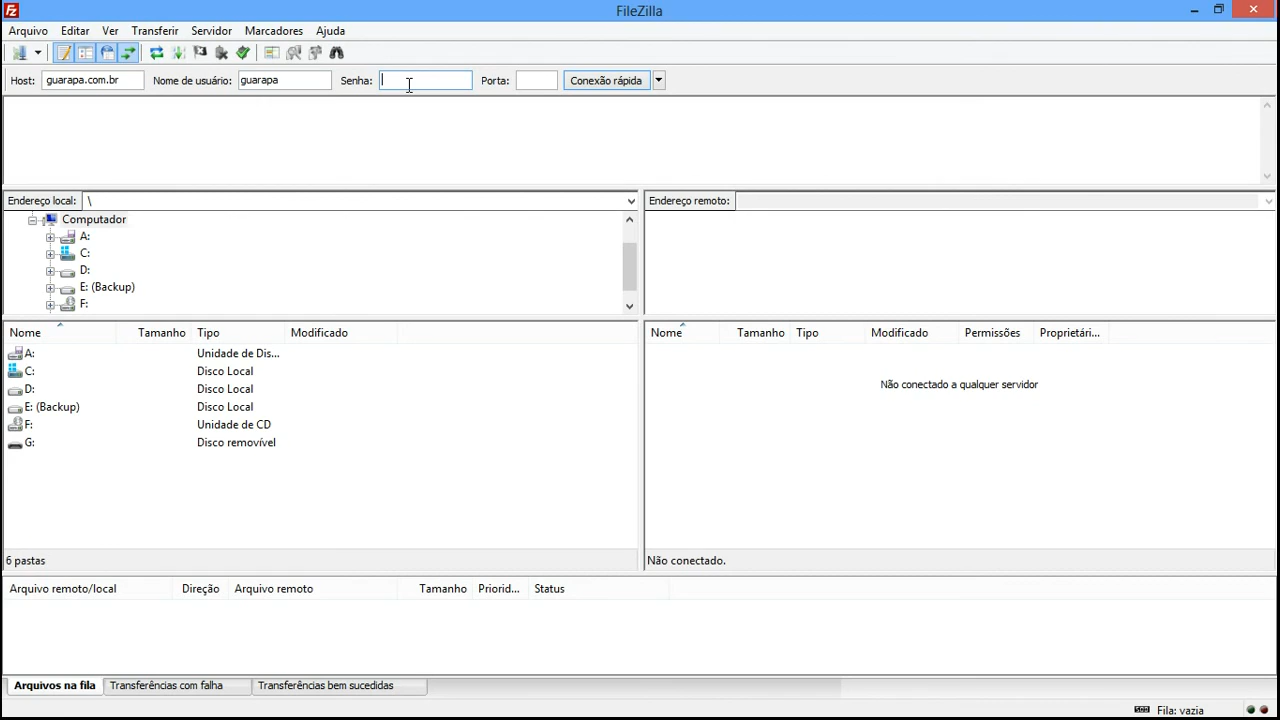 FileZilla
Arquivo Editar Ver Transferir Servidor Marcadores Ajuda
Host: guarapa.com.br Nome de usuário: guarapa Senha: Porta: Conexão rápida
Endereço local: \
Endereço remoto:
Computador
A:
C:
D:
E: (Backup)
F:
Nome Tamanho Tipo Modificado
A: Unidade de Dis...
C: Disco Local
D: Disco Local
E: (Backup) Disco Local
F: Unidade de CD
G: Disco removível
6 pastas
Nome Tamanho Tipo Modificado Permissões Proprietári...
Não conectado a qualquer servidor
Não conectado.
Arquivo remoto/local Direção Arquivo remoto Tamanho Priorid... Status
Arquivos na fila Transferências com falha Transferências bem sucedidas
Fila: vazia